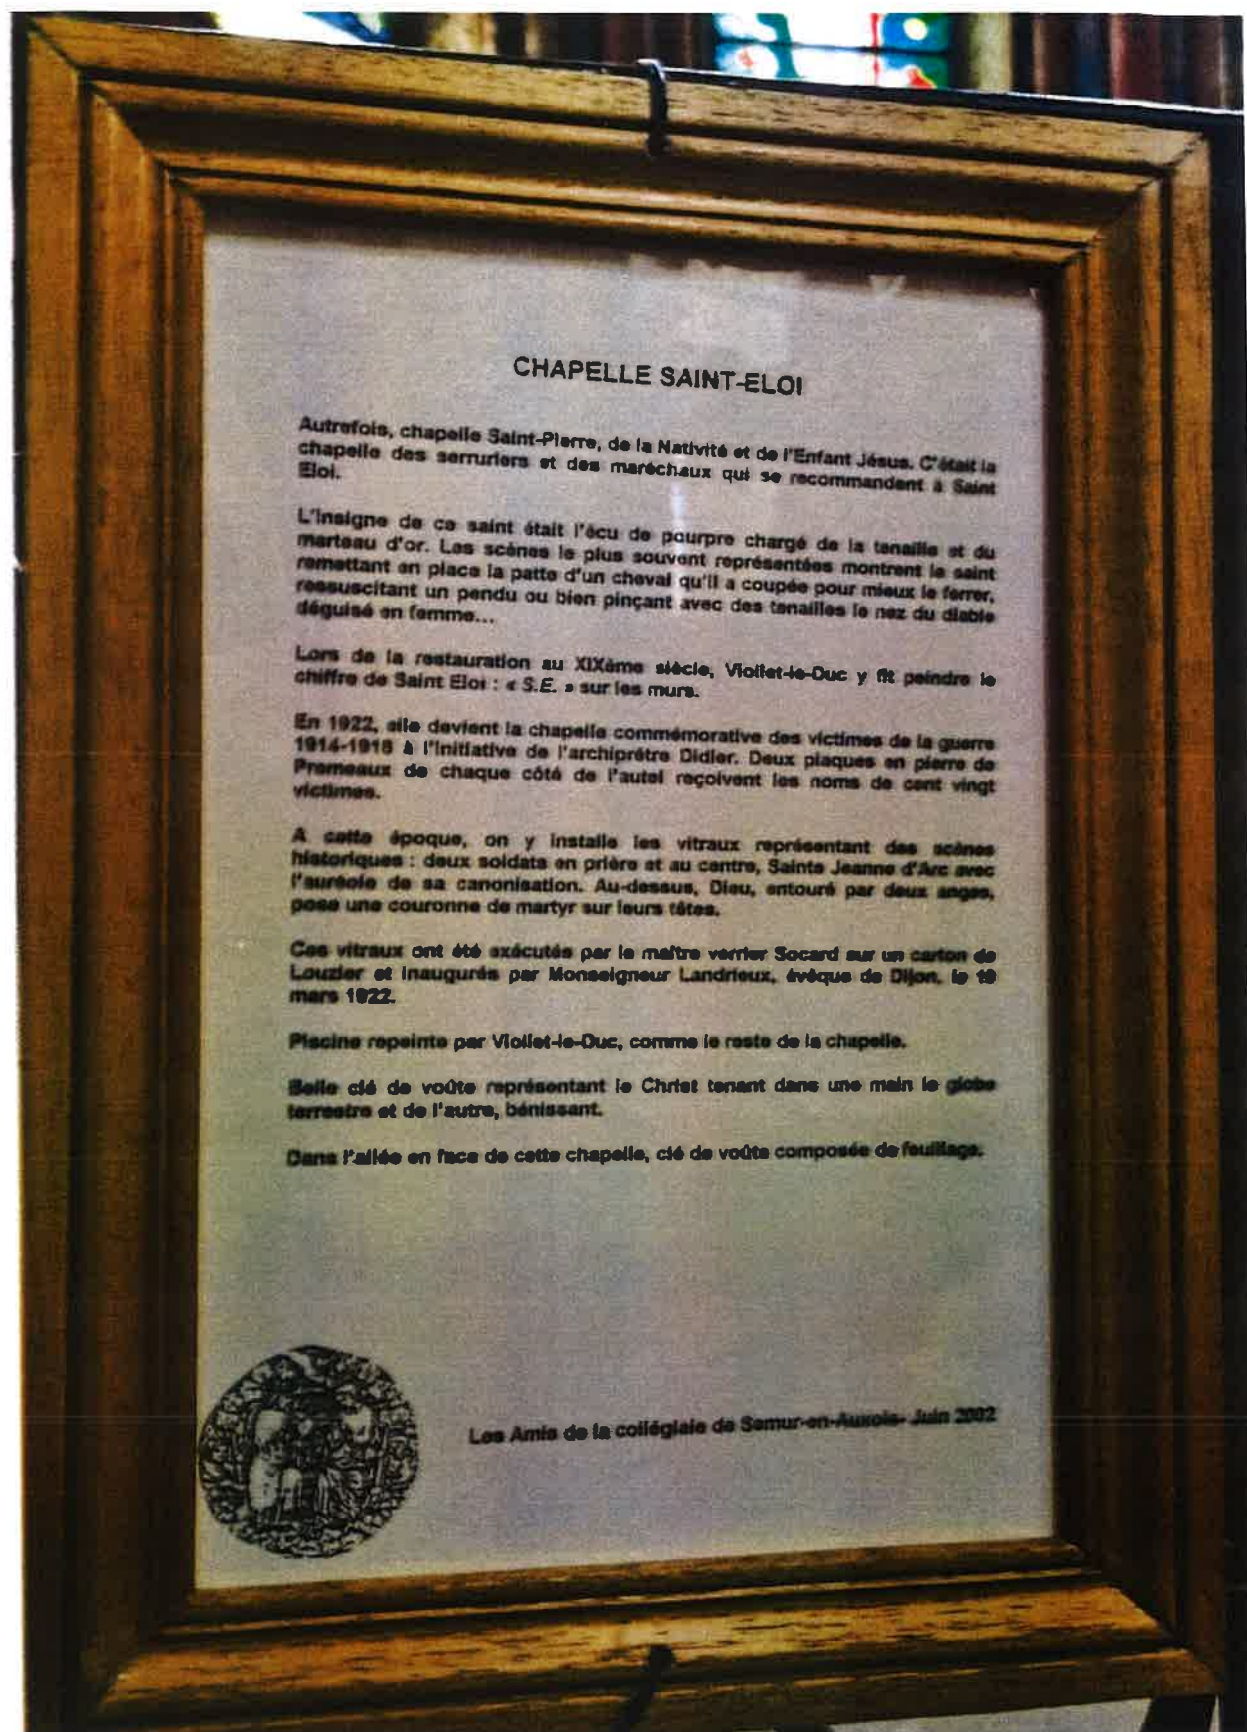 CHAPELLE SAINT-ELOI
Autrefois, chapelle Saint-Pierre, de la Nativité et de l'Enfant Jésus. C'était la
chapelle des serruriers et des maréchaux qui se recommandent à Saint
Eloi.
L'insigne de ce saint était l'écu de pourpre chargé de la tenaille et du
marteau d'or. Les scènes le plus souvent représentées montrent le saint
remettant en place la patte d'un cheval qu'il a coupée pour mieux le ferrer,
ressuscitant un pendu ou bien pinçant avec des tenailles le nez du diable
déguisé en femme...
Lors de la restauration au XIXème siècle, Viollet-le-Duc y fit peindre le
chiffre de Saint Eloi : « S.E. » sur les murs.
En 1922, elle devient la chapelle commémorative des victimes de la guerre
1914-1918 à l'initiative de l'archiprêtre Didier. Deux plaques en pierre de
Premeaux de chaque côté de l'autel reçoivent les noms de cent vingt
victimes.
A cette époque, on y installe les vitraux représentant des scènes
historiques : deux soldats en prière et au centre, Sainte Jeanne d'Arc avec
l'auréole de sa canonisation. Au-dessus, Dieu, entouré par deux anges,
pose une couronne de martyr sur leurs têtes.
Ces vitraux ont été exécutés par le maître verrier Socard sur un carton de
Louzier et inaugurés par Monseigneur Landrieux, évêque de Dijon, le 19
mars 1922.
Piscine repeinte par Viollet-le-Duc, comme le reste de la chapelle.
Belle clé de voûte représentant le Christ tenant dans une main le globe
terrestre et de l'autre, bénissant.
Dans l'allée en face de cette chapelle, clé de voûte composée de feuillage.
Les Amis de la collégiale de Semur-en-Auxois- Juin 2002